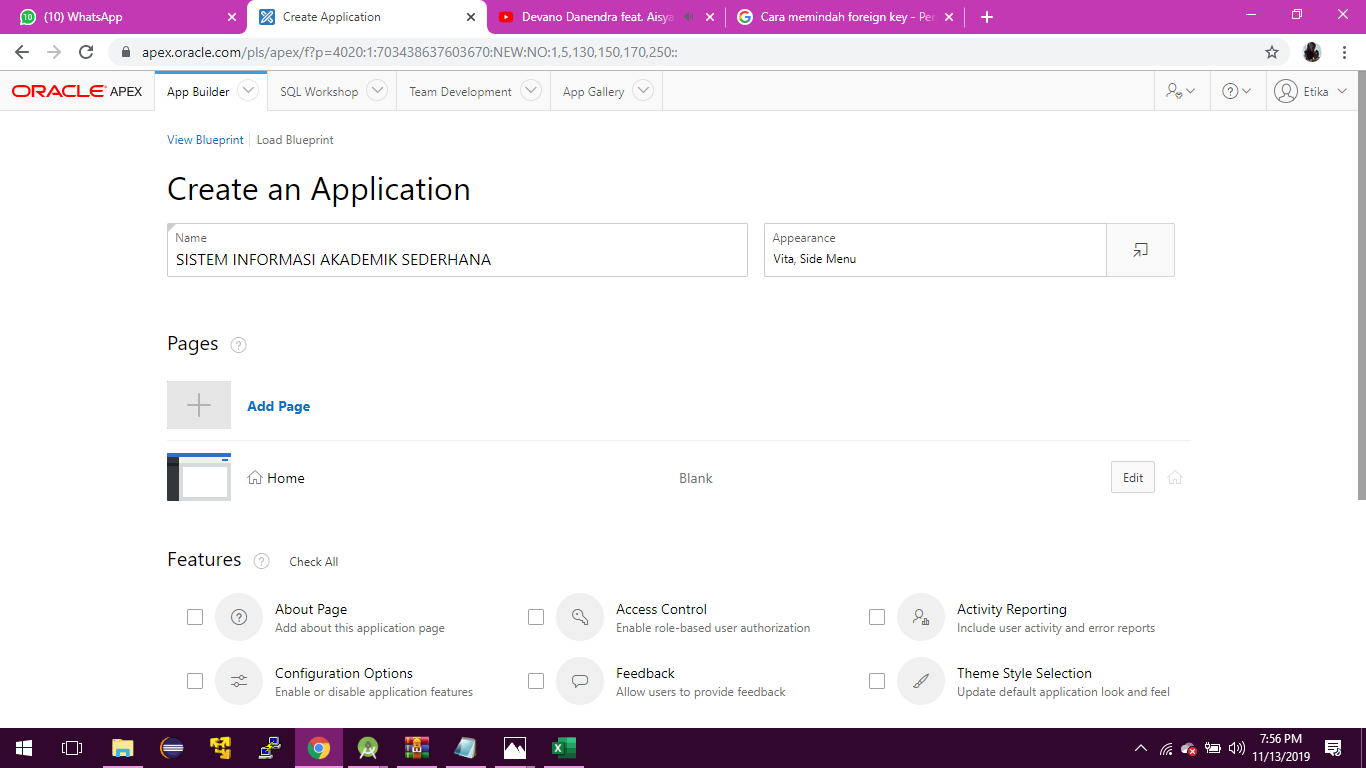 (10) WhatsApp
Create Application
Devano Danendra feat. Aisya
Cara memindah foreign key - Per
apex.oracle.com/pls/apex/f?p=4020:1:703438637603670:NEW:NO:1,5,130,150,170,250::
ORACLE APEX
App Builder
SQL Workshop
Team Development
App Gallery
Etika
View Blueprint
Load Blueprint
Create an Application
Name
SISTEM INFORMASI AKADEMIK SEDERHANA
Appearance
Vita, Side Menu
Pages
Add Page
Home
Blank
Edit
Features
Check All
About Page
Add about this application page
Access Control
Enable role-based user authorization
Activity Reporting
Include user activity and error reports
Configuration Options
Enable or disable application features
Feedback
Allow users to provide feedback
Theme Style Selection
Update default application look and feel
7:56 PM
11/13/2019